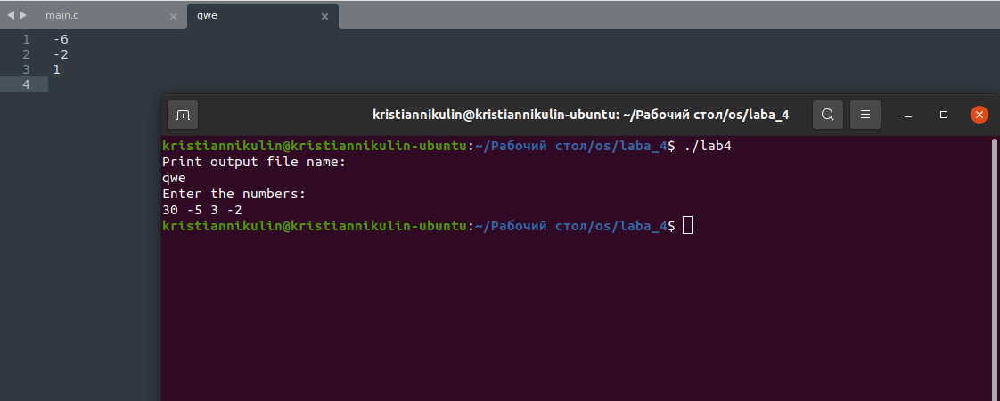 main.c
qwe
1 -6
2 -2
3 1
4
kristiannikulin@kristiannikulin-ubuntu: ~/Рабочий стол/os/laba_4
kristiannikulin@kristiannikulin-ubuntu:~/Рабочий стол/os/laba_4$ ./lab4
Print output file name:
qwe
Enter the numbers:
30 -5 3 -2
kristiannikulin@kristiannikulin-ubuntu:~/Рабочий стол/os/laba_4$